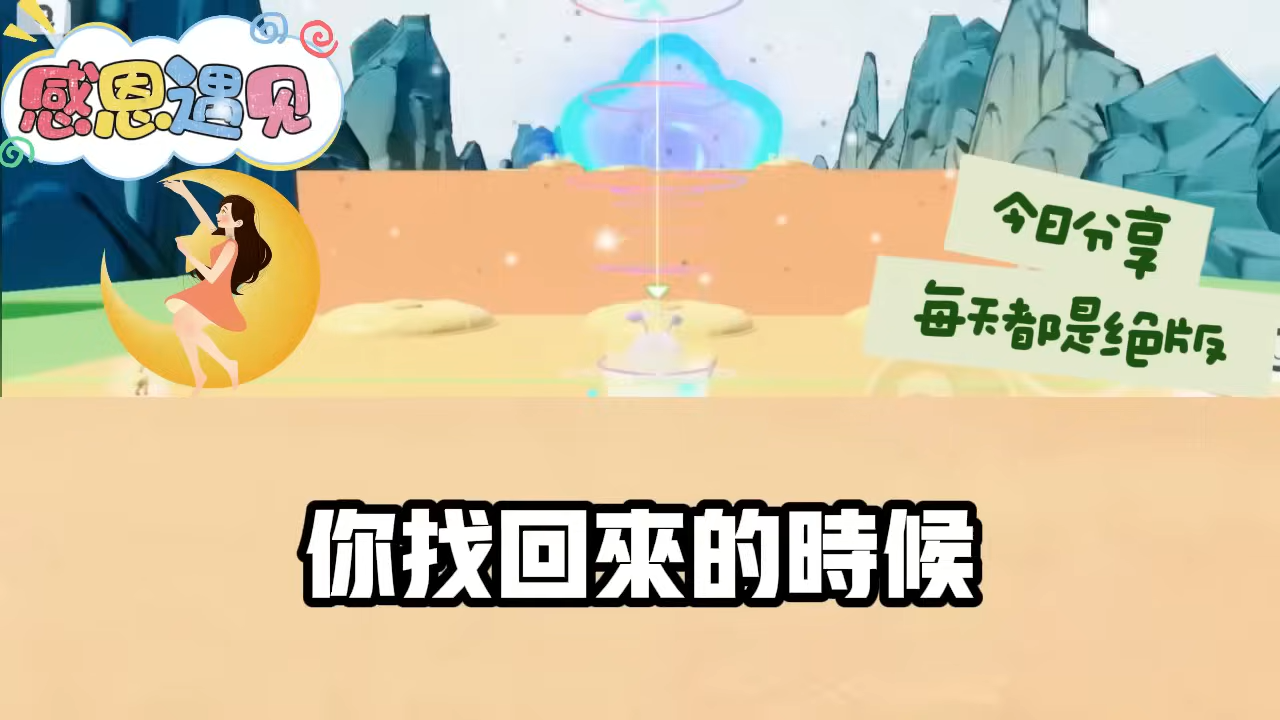 感恩遇见
今日分享
每天都是绝版
你找回來的時候